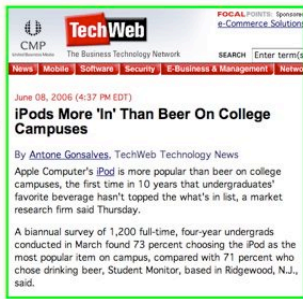 FOCAL POINTS: Sponsored
e-Commerce Solutions
CMP
United Business Media
TechWeb
The Business Technology Network
SEARCH Enter term(s
News Mobile Software Security E-Business & Management Netwo
June 08, 2006 (4:37 PM EDT)
iPods More 'In' Than Beer On College
Campuses
By Antone Gonsalves, TechWeb Technology News
Apple Computer's iPod is more popular than beer on college
campuses, the first time in 10 years that undergraduates'
favorite beverage hasn't topped the what's in list, a market
research firm said Thursday.
A biannual survey of 1,200 full-time, four-year undergrads
conducted in March found 73 percent choosing the iPod as the
most popular item on campus, compared with 71 percent who
chose drinking beer, Student Monitor, based in Ridgewood, N.J.,
said.